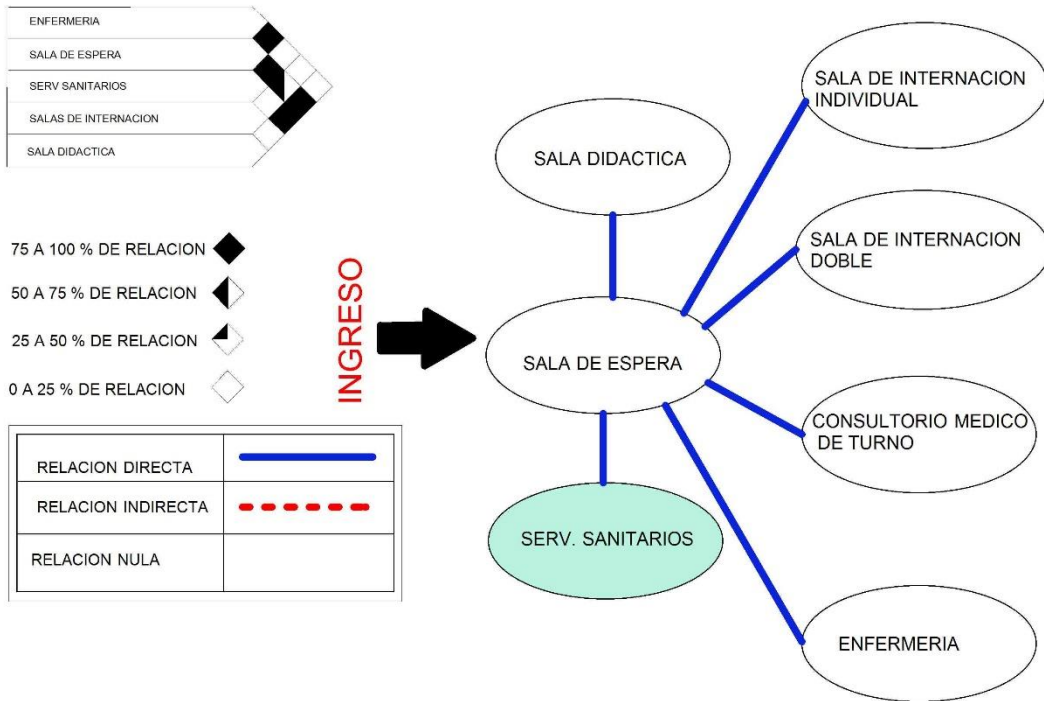 ENFERMERIA
SALA DE ESPERA
SERV SANITARIOS
SALAS DE INTERNACION
SALA DIDACTICA
75 A 100 % DE RELACION
50 A 75 % DE RELACION
25 A 50 % DE RELACION
0 A 25 % DE RELACION
RELACION DIRECTA
RELACION INDIRECTA
RELACION NULA
INGRESO
SALA DIDACTICA
SALA DE ESPERA
SERV. SANITARIOS
SALA DE INTERNACION
INDIVIDUAL
SALA DE INTERNACION
DOBLE
CONSULTORIO MEDICO
DE TURNO
ENFERMERIA